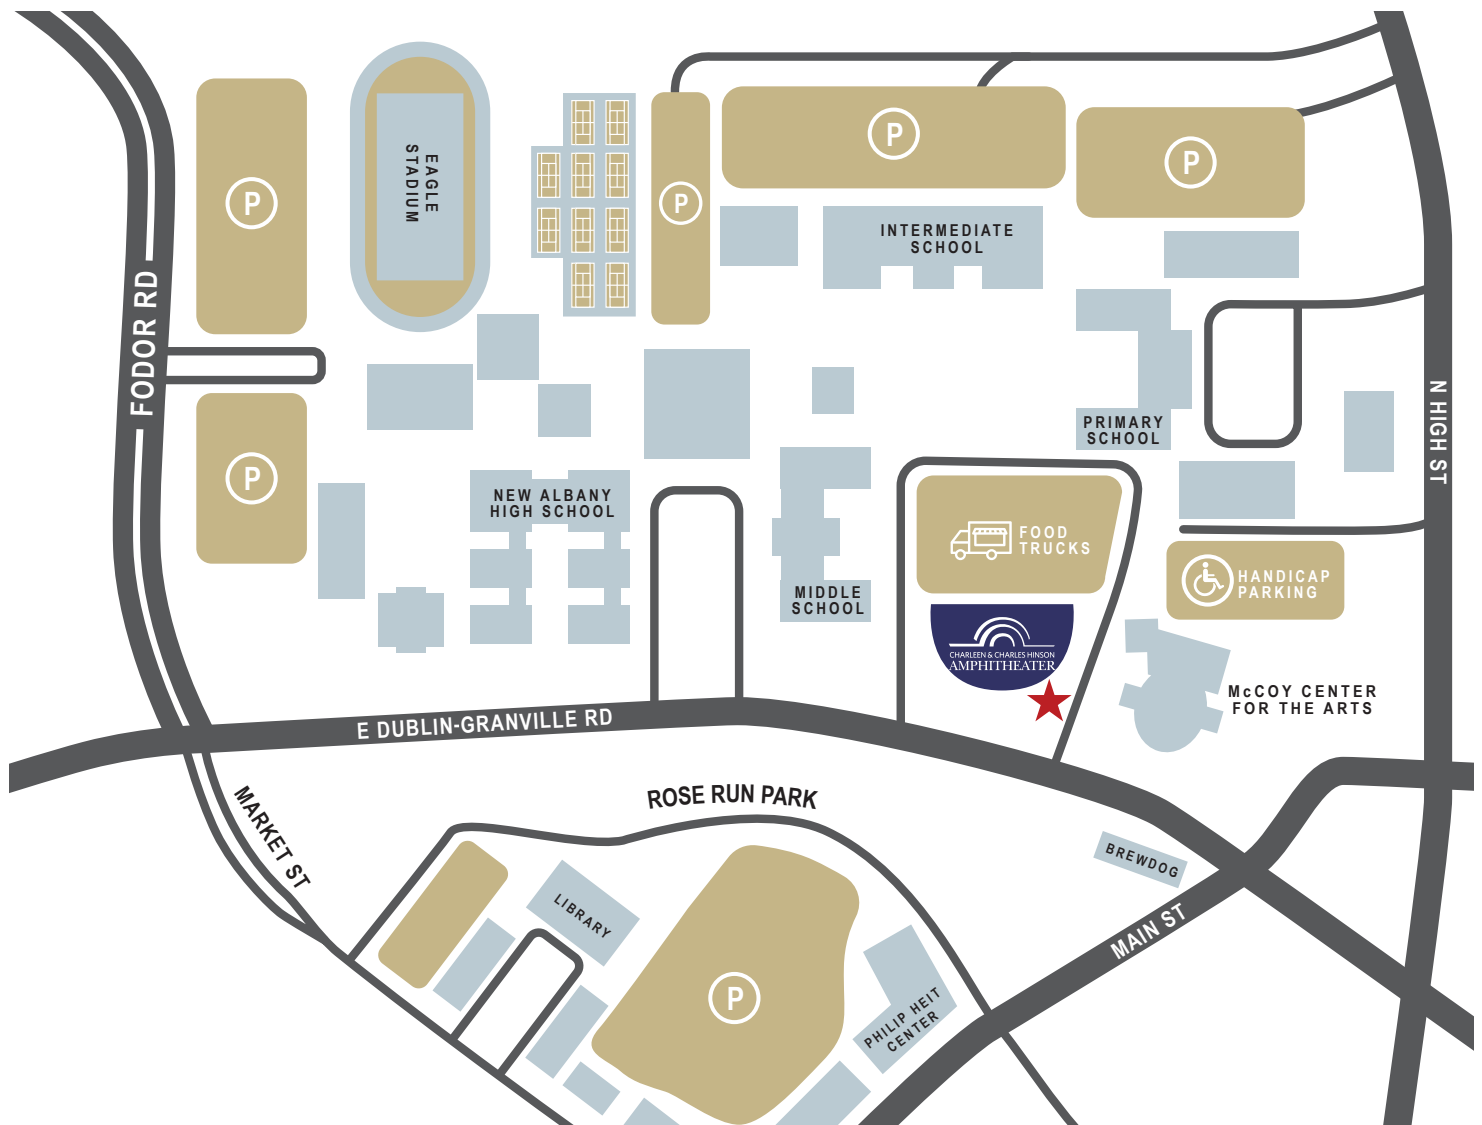 P
EAGLE
STADIUM
P
P
P
INTERMEDIATE
SCHOOL
FODOR RD
N HIGH ST
PRIMARY
SCHOOL
P
NEW ALBANY
HIGH SCHOOL
FOOD
TRUCKS
HANDICAP
PARKING
MIDDLE
SCHOOL
CHARLEEN & CHARLES HINSON
AMPHITHEATER
McCOY CENTER
FOR THE ARTS
E DUBLIN-GRANVILLE RD
MARKET ST
ROSE RUN PARK
BREWDOG
LIBRARY
MAIN ST
P
PHILIP HEIT
CENTER